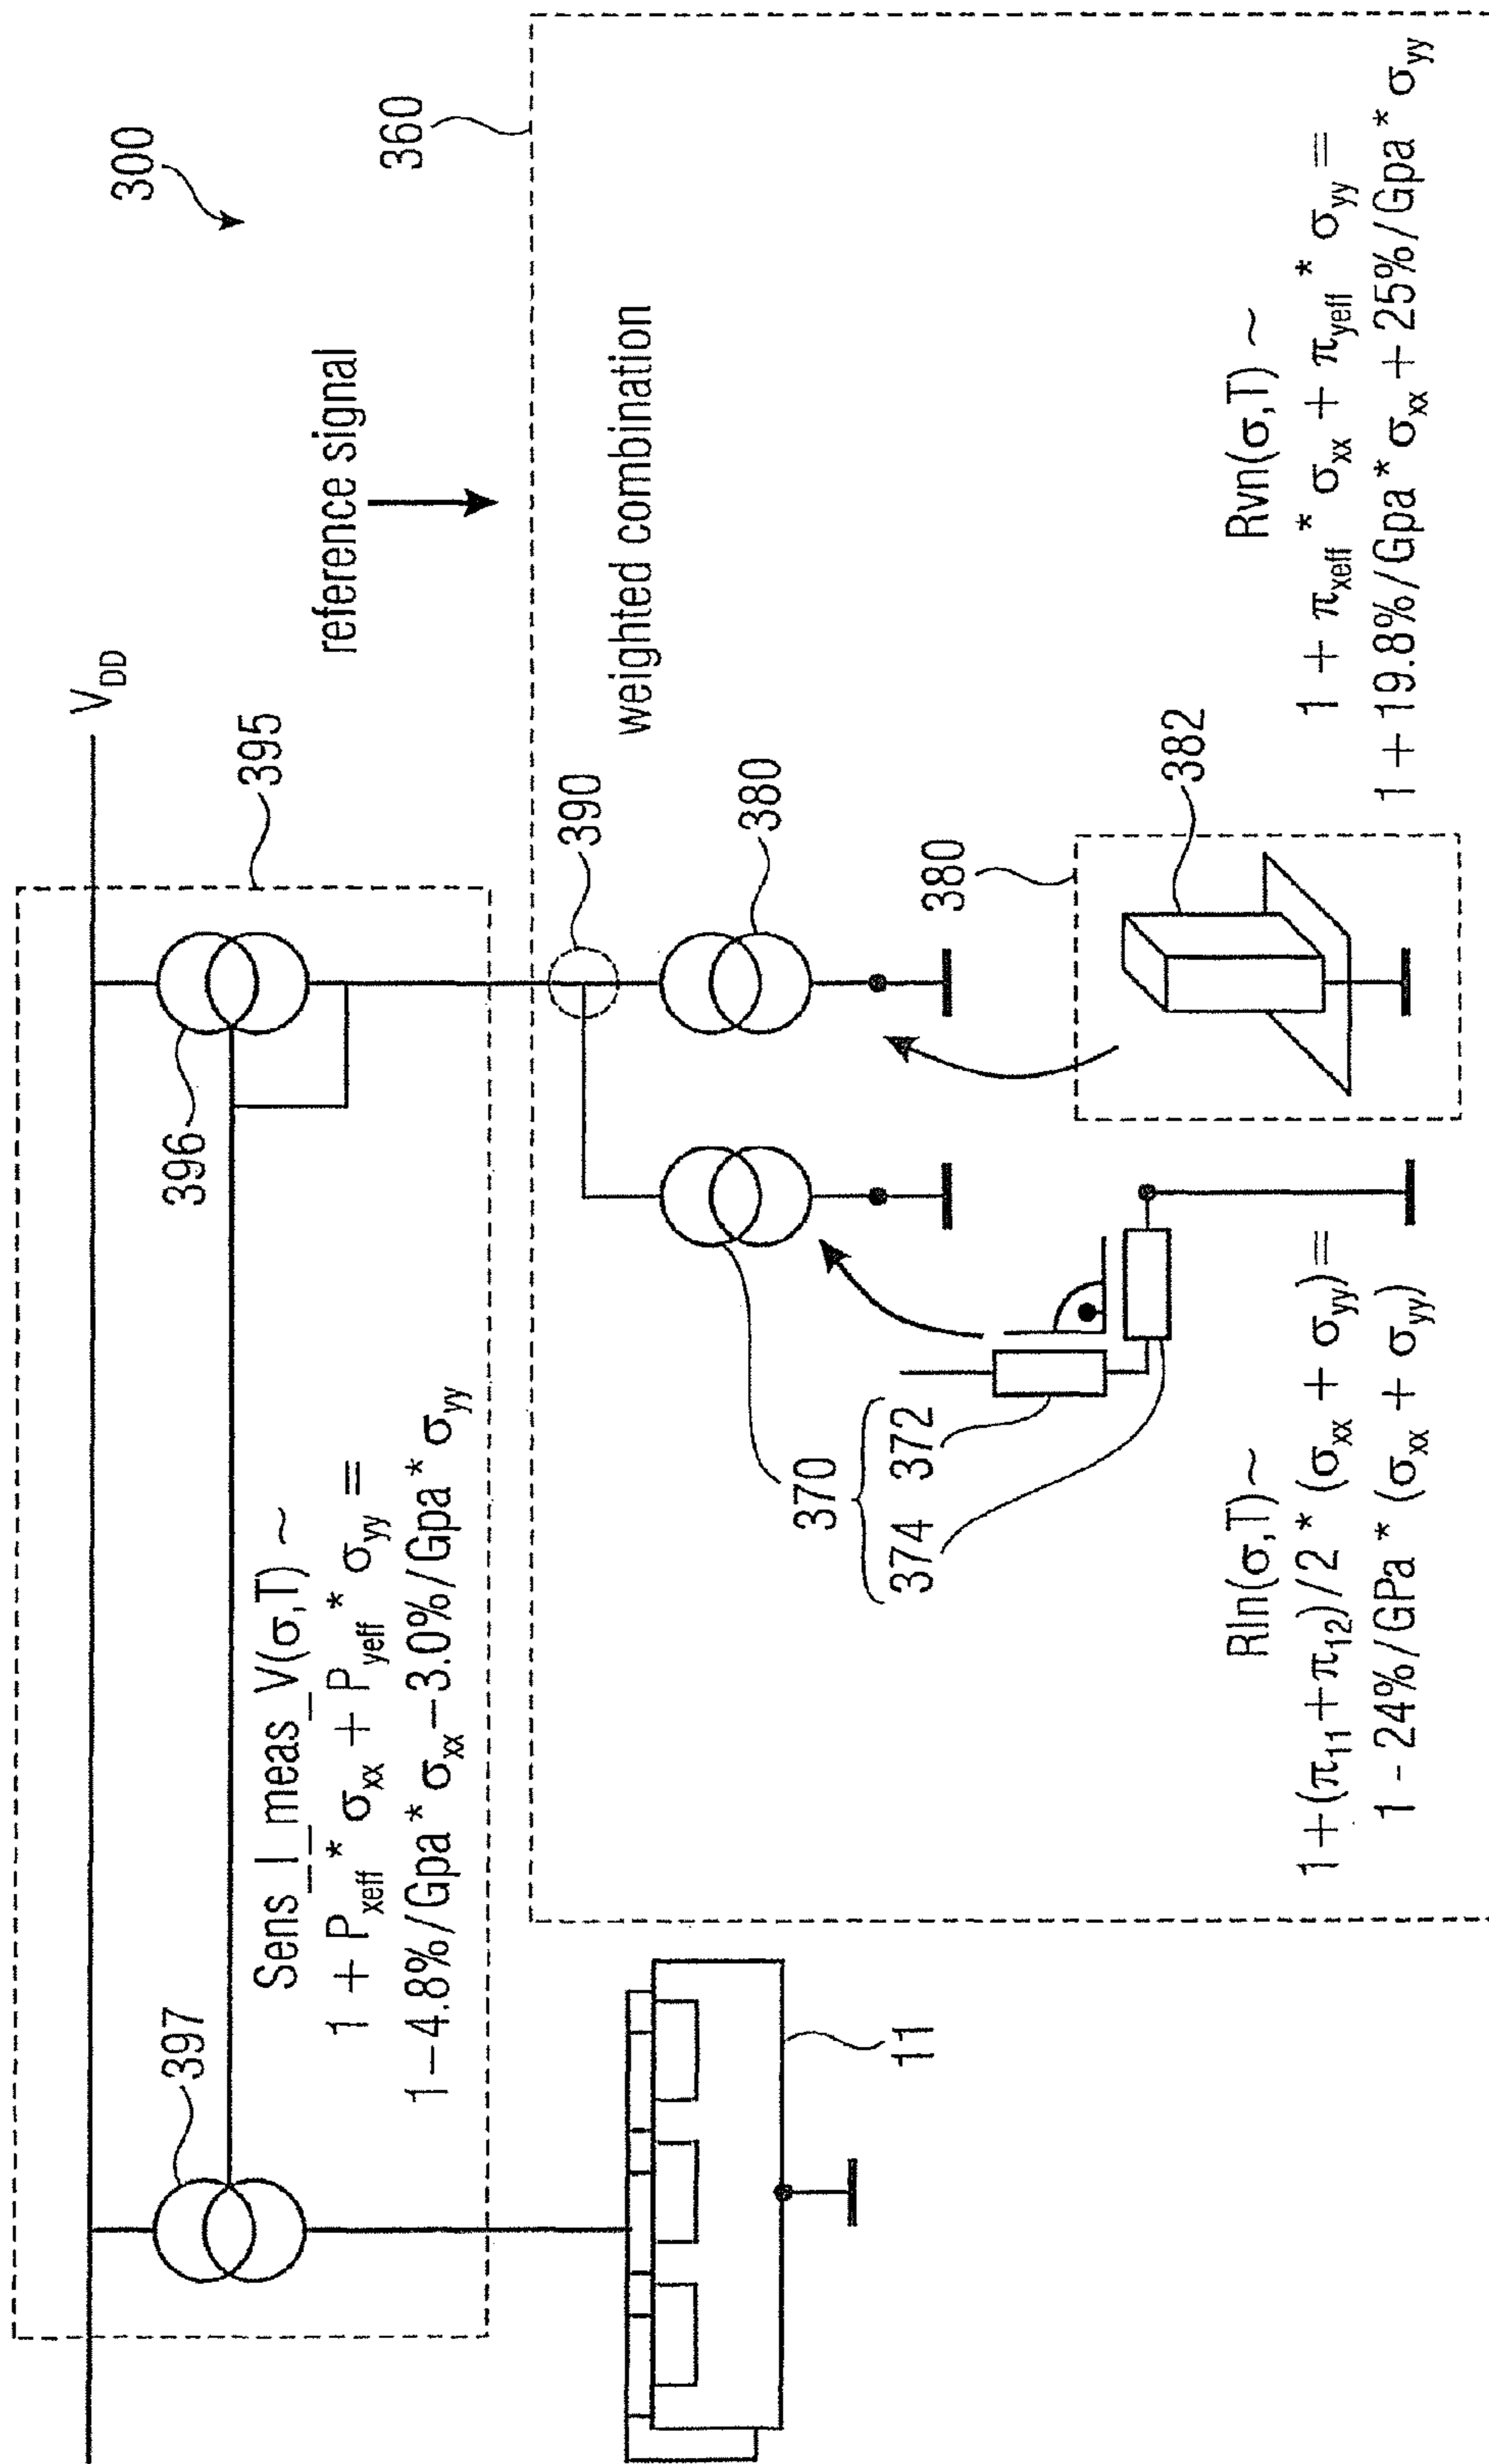 300
V_DD
395
reference signal
360
396
397
Sens_I_meas_V(σ,T) ~
1 + P_xeff * σ_xx + P_yeff * σ_yy =
1−4.8%/Gpa * σ_xx −3.0%/Gpa * σ_yy
390
weighted combination
380
370
372
374
380
382
11
Rln(σ,T) ~
1 + (π_11 + π_12)/2 * (σ_xx + σ_yy) =
1 - 24%/GPa * (σ_xx + σ_yy)
Rvn(σ,T) ~
1 + π_xeff * σ_xx + π_yeff * σ_yy =
1 + 19.8%/Gpa * σ_xx + 25%/Gpa * σ_yy